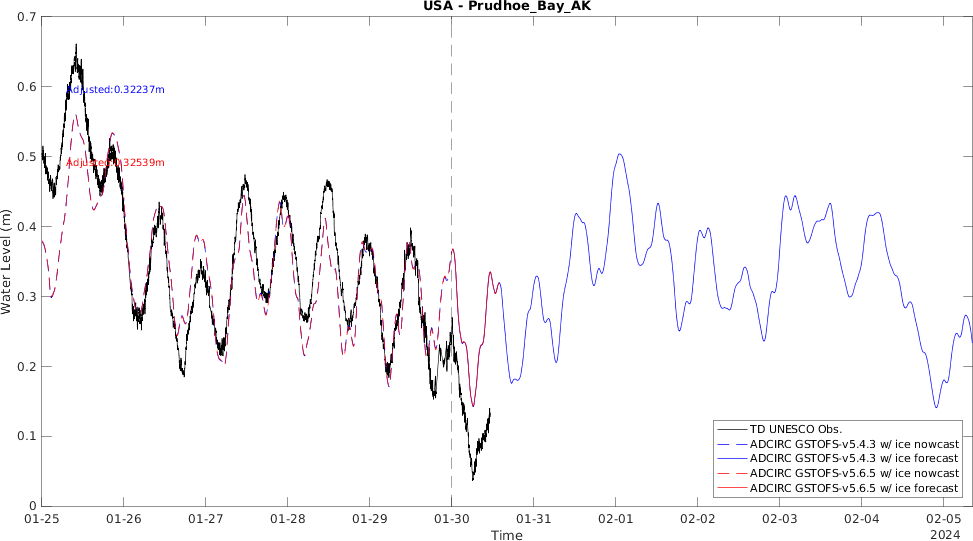 USA - Prudhoe_Bay_AK
0.7
0.6
0.5
0.4
0.3
0.2
0.1
0
Water Level (m)
Adjusted:0.32237m
Adjusted:0.32539m
TD UNESCO Obs.
ADCIRC GSTOFS-v5.4.3 w/ ice nowcast
ADCIRC GSTOFS-v5.4.3 w/ ice forecast
ADCIRC GSTOFS-v5.6.5 w/ ice nowcast
ADCIRC GSTOFS-v5.6.5 w/ ice forecast
01-25 01-26 01-27 01-28 01-29 01-30 01-31 02-01 02-02 02-03 02-04 02-05
Time
2024